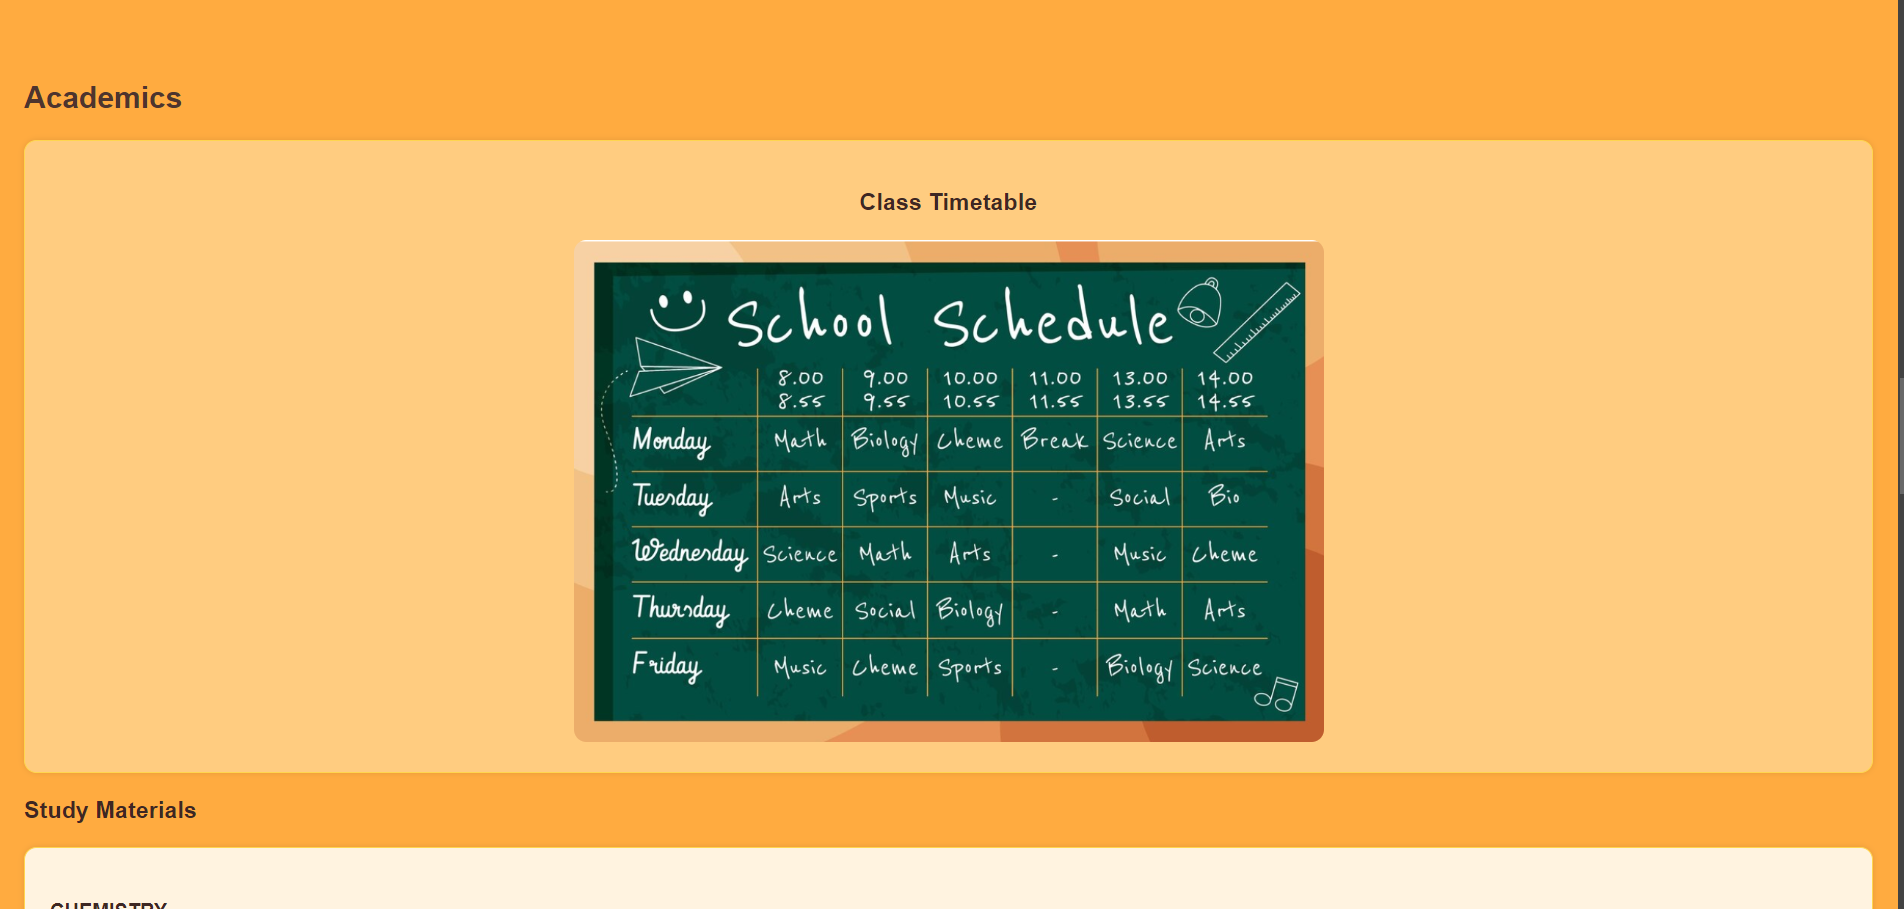 Academics
Class Timetable
School Schedule
8.00 9.00 10.00 11.00 13.00 14.00
8.55 9.55 10.55 11.55 13.55 14.55
Monday Math Biology Cheme Break Science Arts
Tuesday Arts Sports Music - Social Bio
Wednesday Science Math Arts - Music Cheme
Thursday Cheme Social Biology - Math Arts
Friday Music Cheme Sports - Biology Science
Study Materials
CHEMISTRY